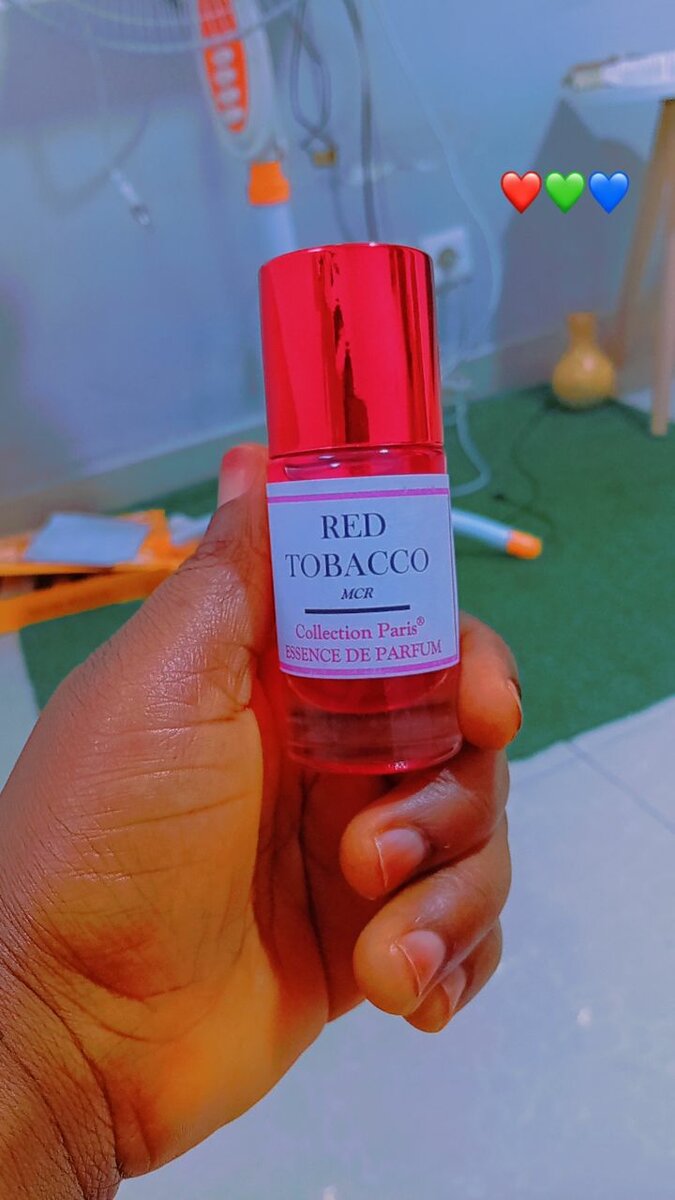 ❤️💚💙
RED
TOBACCO
MCR
Collection Paris®
ESSENCE DE PARFUM